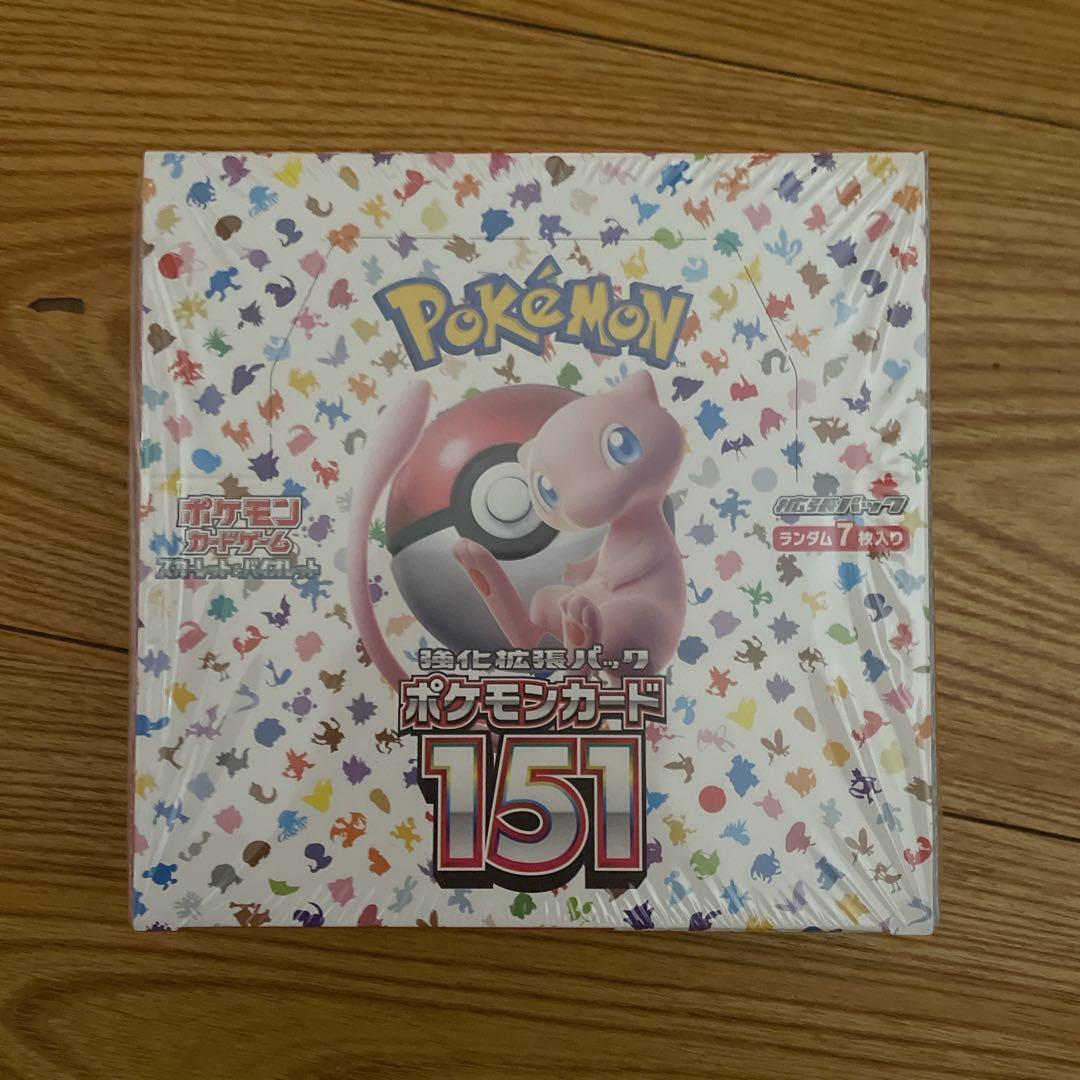 POKéMON
TM
ポケモン
カードゲーム
スカーレット&バイオレット
拡張パック
ランダム7枚入り
強化拡張パック
ポケモンカード
151